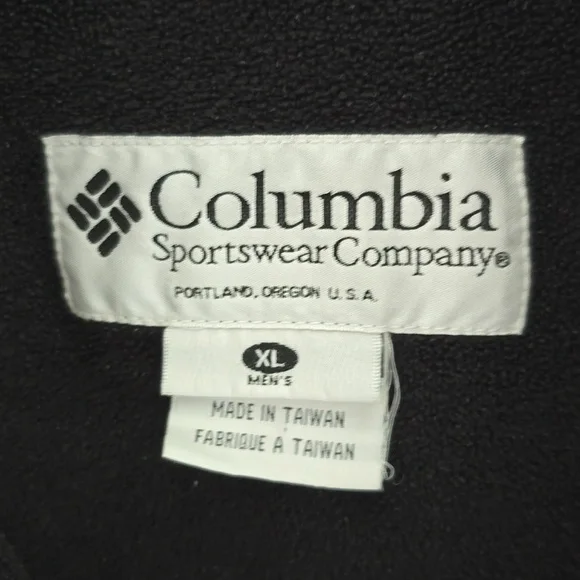 Columbia
Sportswear Company®
PORTLAND, OREGON U.S.A.
XL
MEN'S
MADE IN TAIWAN
FABRIQUE A TAIWAN